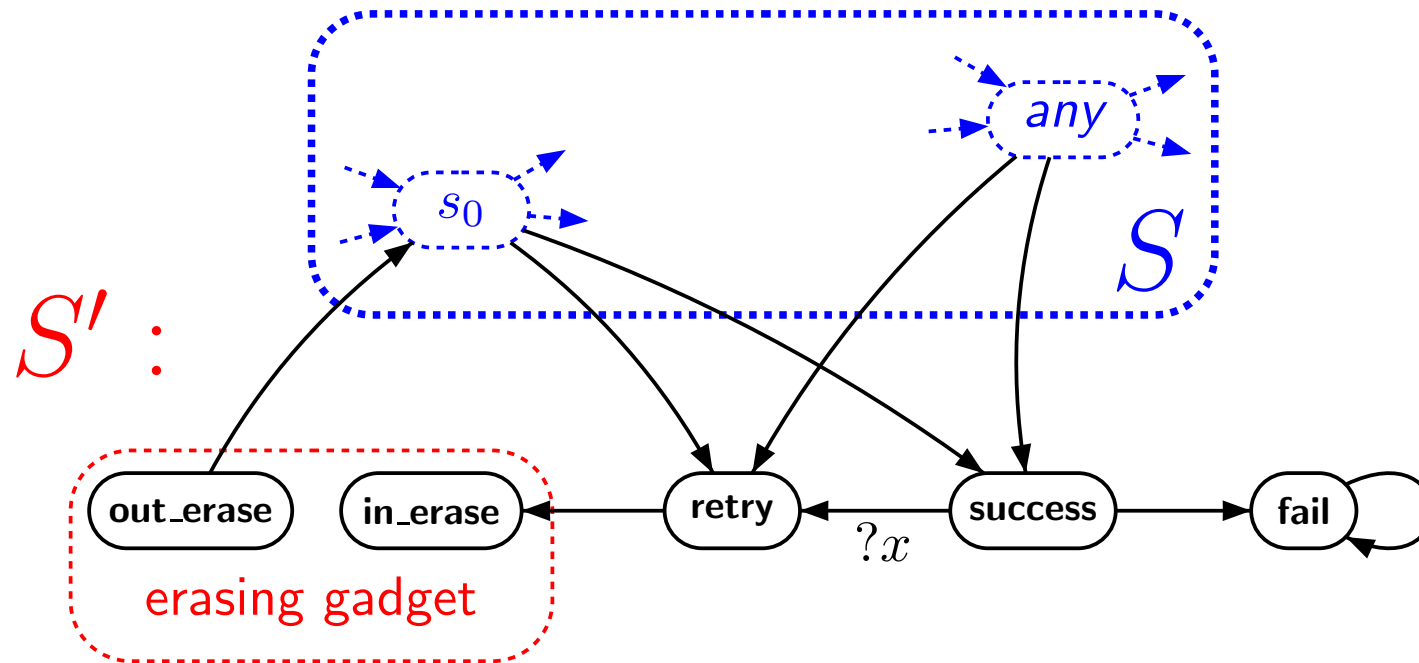 any
s₀
S
S′ :
out_erase
in_erase
retry
success
fail
?x
erasing gadget